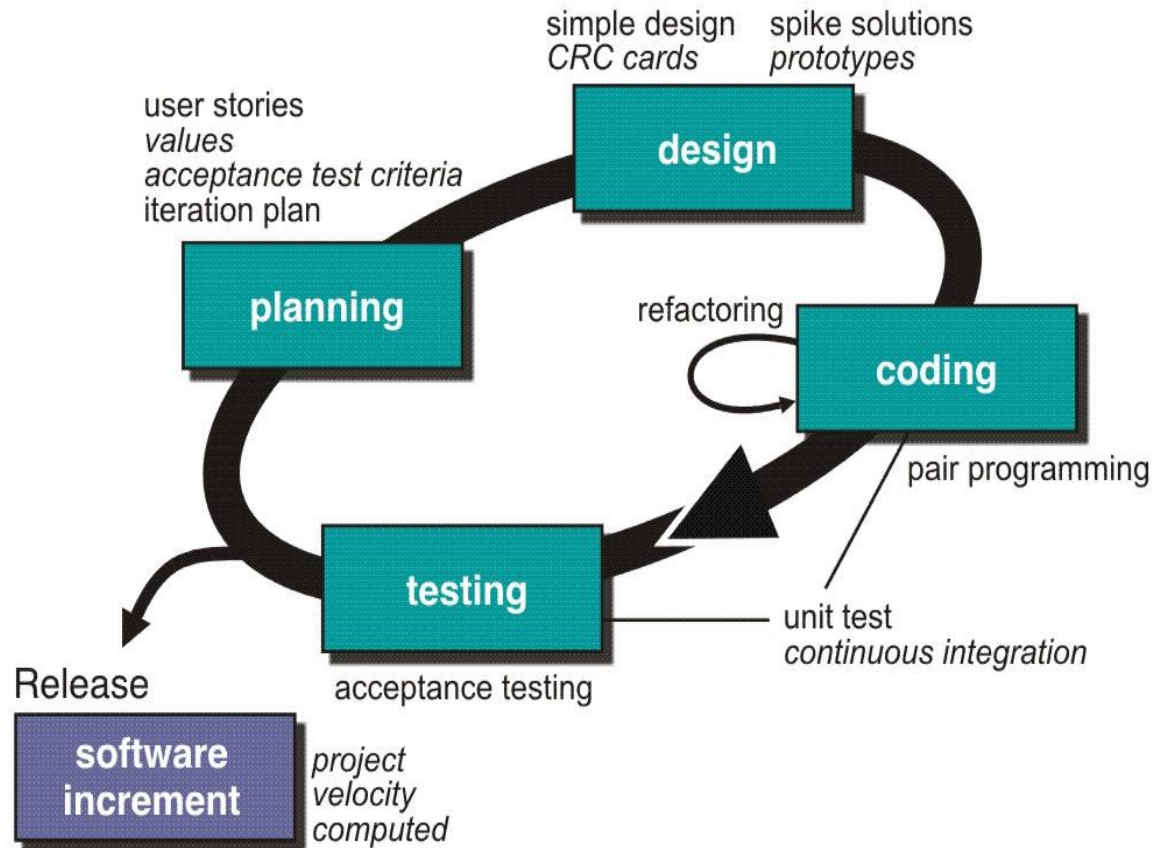 simple design
CRC cards
spike solutions
prototypes
user stories
values
acceptance test criteria
iteration plan
design
planning
refactoring
coding
pair programming
testing
unit test
continuous integration
acceptance testing
Release
software
increment
project
velocity
computed